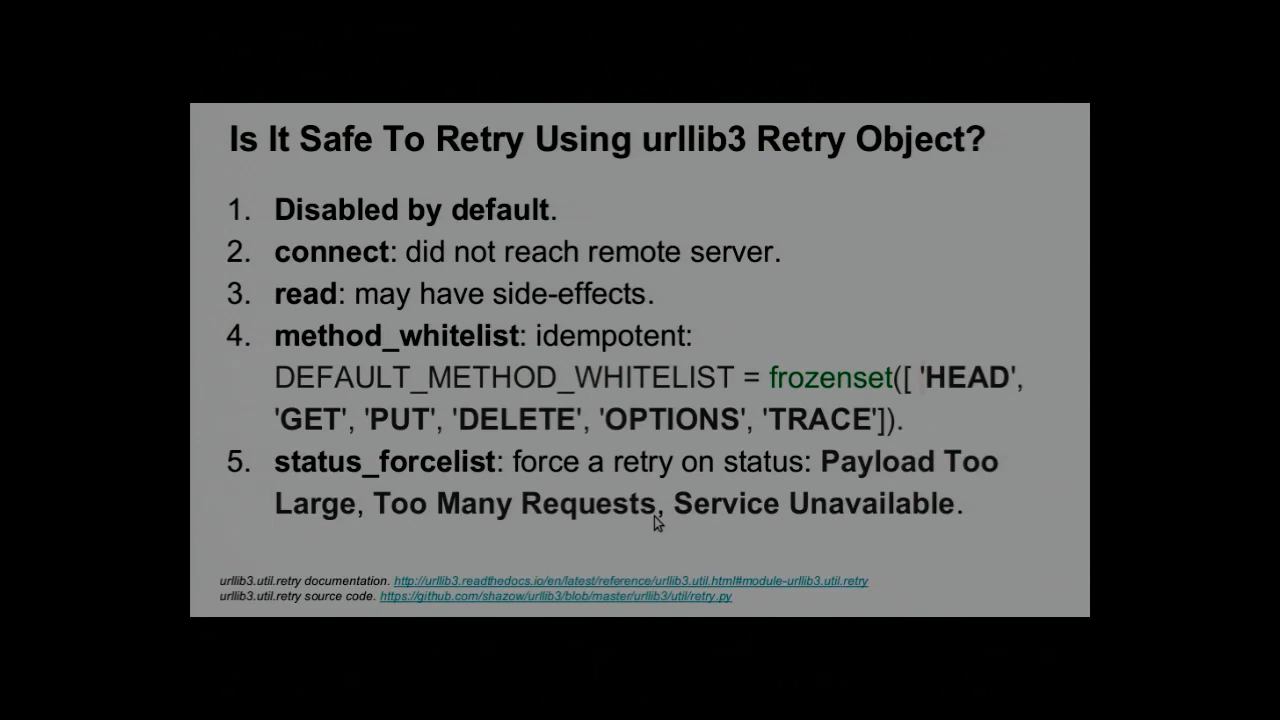 Is It Safe To Retry Using urllib3 Retry Object?
1. Disabled by default.
2. connect: did not reach remote server.
3. read: may have side-effects.
4. method_whitelist: idempotent:
DEFAULT_METHOD_WHITELIST = frozenset([ 'HEAD',
'GET', 'PUT', 'DELETE', 'OPTIONS', 'TRACE']).
5. status_forcelist: force a retry on status: Payload Too
Large, Too Many Requests, Service Unavailable.
urllib3.util.retry documentation. http://urllib3.readthedocs.io/en/latest/reference/urllib3.util.html#module-urllib3.util.retry
urllib3.util.retry source code. https://github.com/shazow/urllib3/blob/master/urllib3/util/retry.py